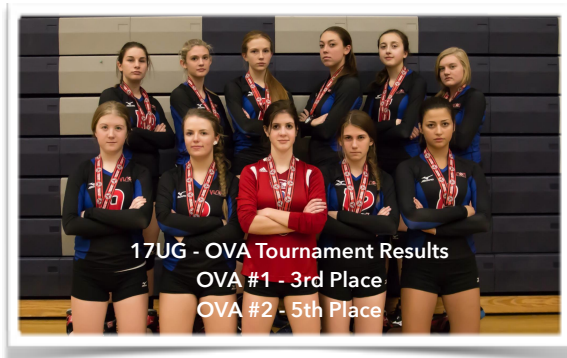 17UG - OVA Tournament Results
OVA #1 - 3rd Place
OVA #2 - 5th Place